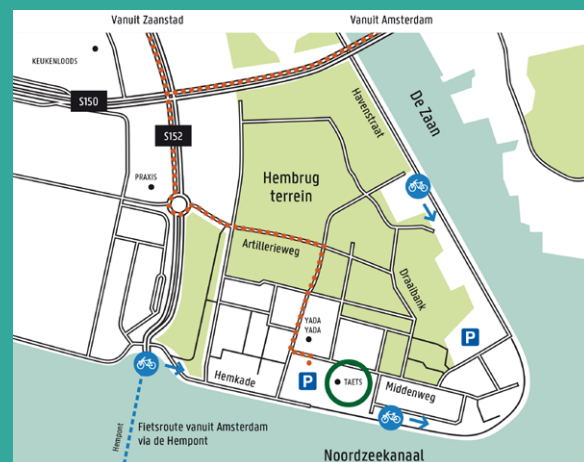 Vanuit Zaanstad
Vanuit Amsterdam
KEUKENLOODS
S150
S152
De Zaan
Havenstraat
PRAXIS
Hembrug
terrein
Artillerieweg
Draaibank
YADA
YADA
P
P
TAETS
Hemkade
Middenweg
Hempont
Fietsroute vanuit Amsterdam
via de Hempont
Noordzeekanaal